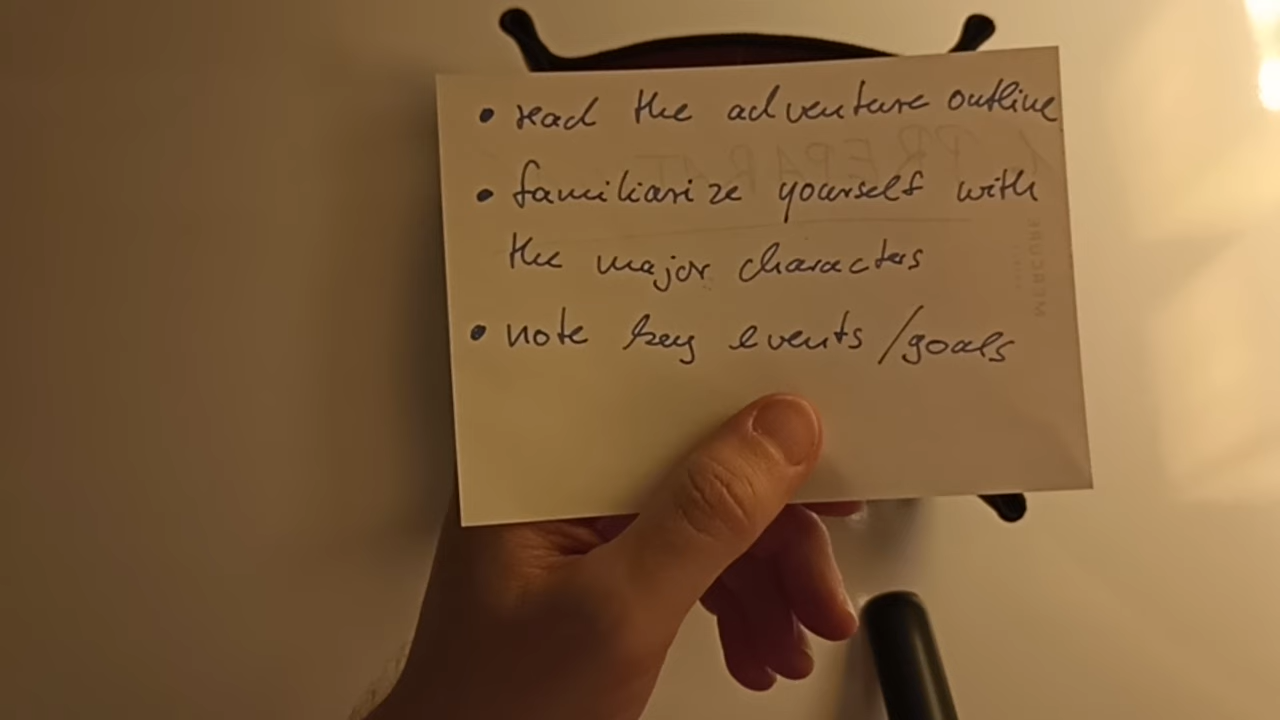 • read the adventure outline
• familiarize yourself with
the major characters
• note key events/goals